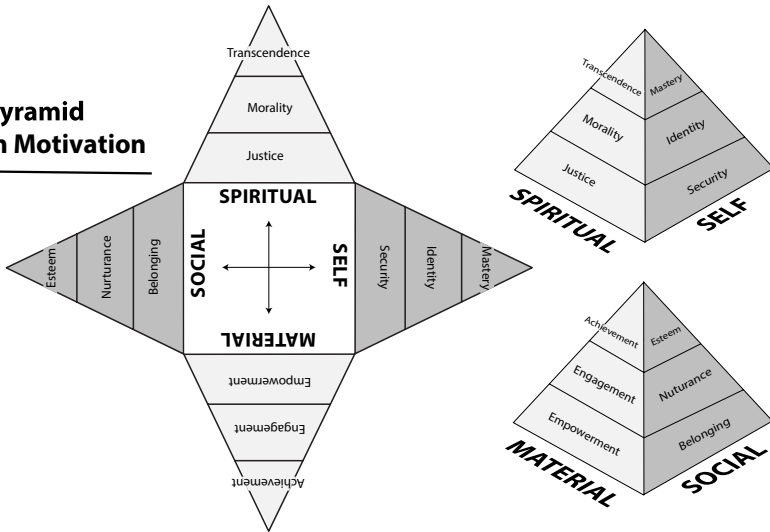 yramid
n Motivation
Transcendence
Morality
Justice
SPIRITUAL
SOCIAL
SELF
MATERIAL
Esteem
Nurturance
Belonging
Security
Identity
Mastery
Empowerment
Engagement
Achievement
Transcendence
Mastery
Morality
Identity
Justice
Security
SPIRITUAL
SELF
Achievement
Esteem
Engagement
Nuturance
Empowerment
Belonging
MATERIAL
SOCIAL